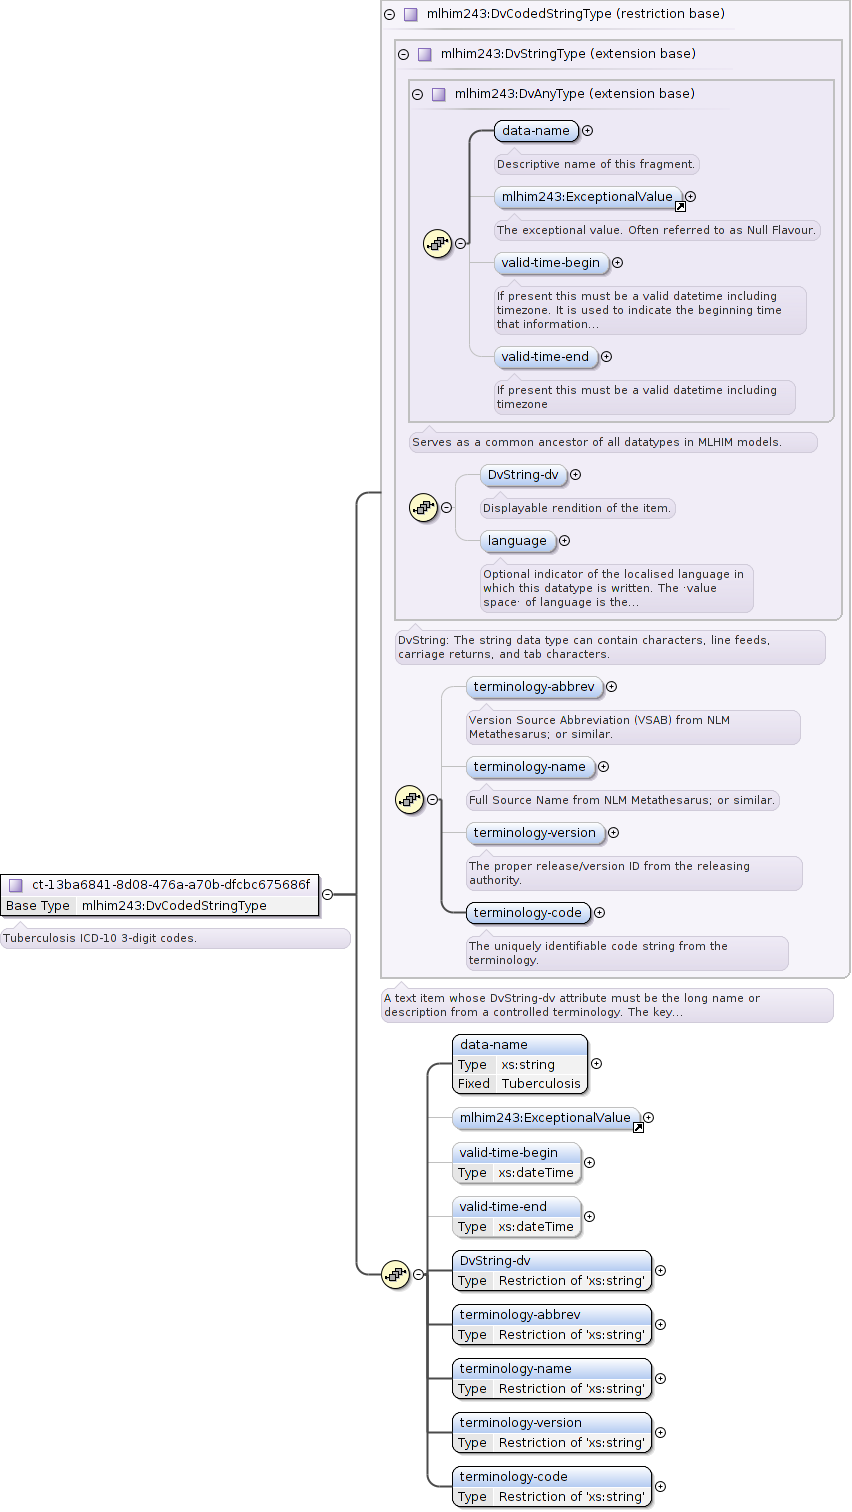 mlhim243:DvCodedStringType (restriction base)
mlhim243:DvStringType (extension base)
mlhim243:DvAnyType (extension base)
data-name
Descriptive name of this fragment.
mlhim243:ExceptionalValue
The exceptional value. Often referred to as Null Flavour.
valid-time-begin
If present this must be a valid datetime including
timezone. It is used to indicate the beginning time
that information...
valid-time-end
If present this must be a valid datetime including
timezone
Serves as a common ancestor of all datatypes in MLHIM models.
DvString-dv
Displayable rendition of the item.
language
Optional indicator of the localised language in
which this datatype is written. The ·value
space· of language is the...
DvString: The string data type can contain characters, line feeds,
carriage returns, and tab characters.
terminology-abbrev
Version Source Abbreviation (VSAB) from NLM
Metathesarus; or similar.
terminology-name
Full Source Name from NLM Metathesarus; or similar.
terminology-version
The proper release/version ID from the releasing
authority.
terminology-code
The uniquely identifiable code string from the
terminology.
ct-13ba6841-8d08-476a-a70b-dfcbc675686f
Base Type mlhim243:DvCodedStringType
Tuberculosis ICD-10 3-digit codes.
A text item whose DvString-dv attribute must be the long name or
description from a controlled terminology. The key...
data-name
Type xs:string
Fixed Tuberculosis
mlhim243:ExceptionalValue
valid-time-begin
Type xs:dateTime
valid-time-end
Type xs:dateTime
DvString-dv
Type Restriction of 'xs:string'
terminology-abbrev
Type Restriction of 'xs:string'
terminology-name
Type Restriction of 'xs:string'
terminology-version
Type Restriction of 'xs:string'
terminology-code
Type Restriction of 'xs:string'